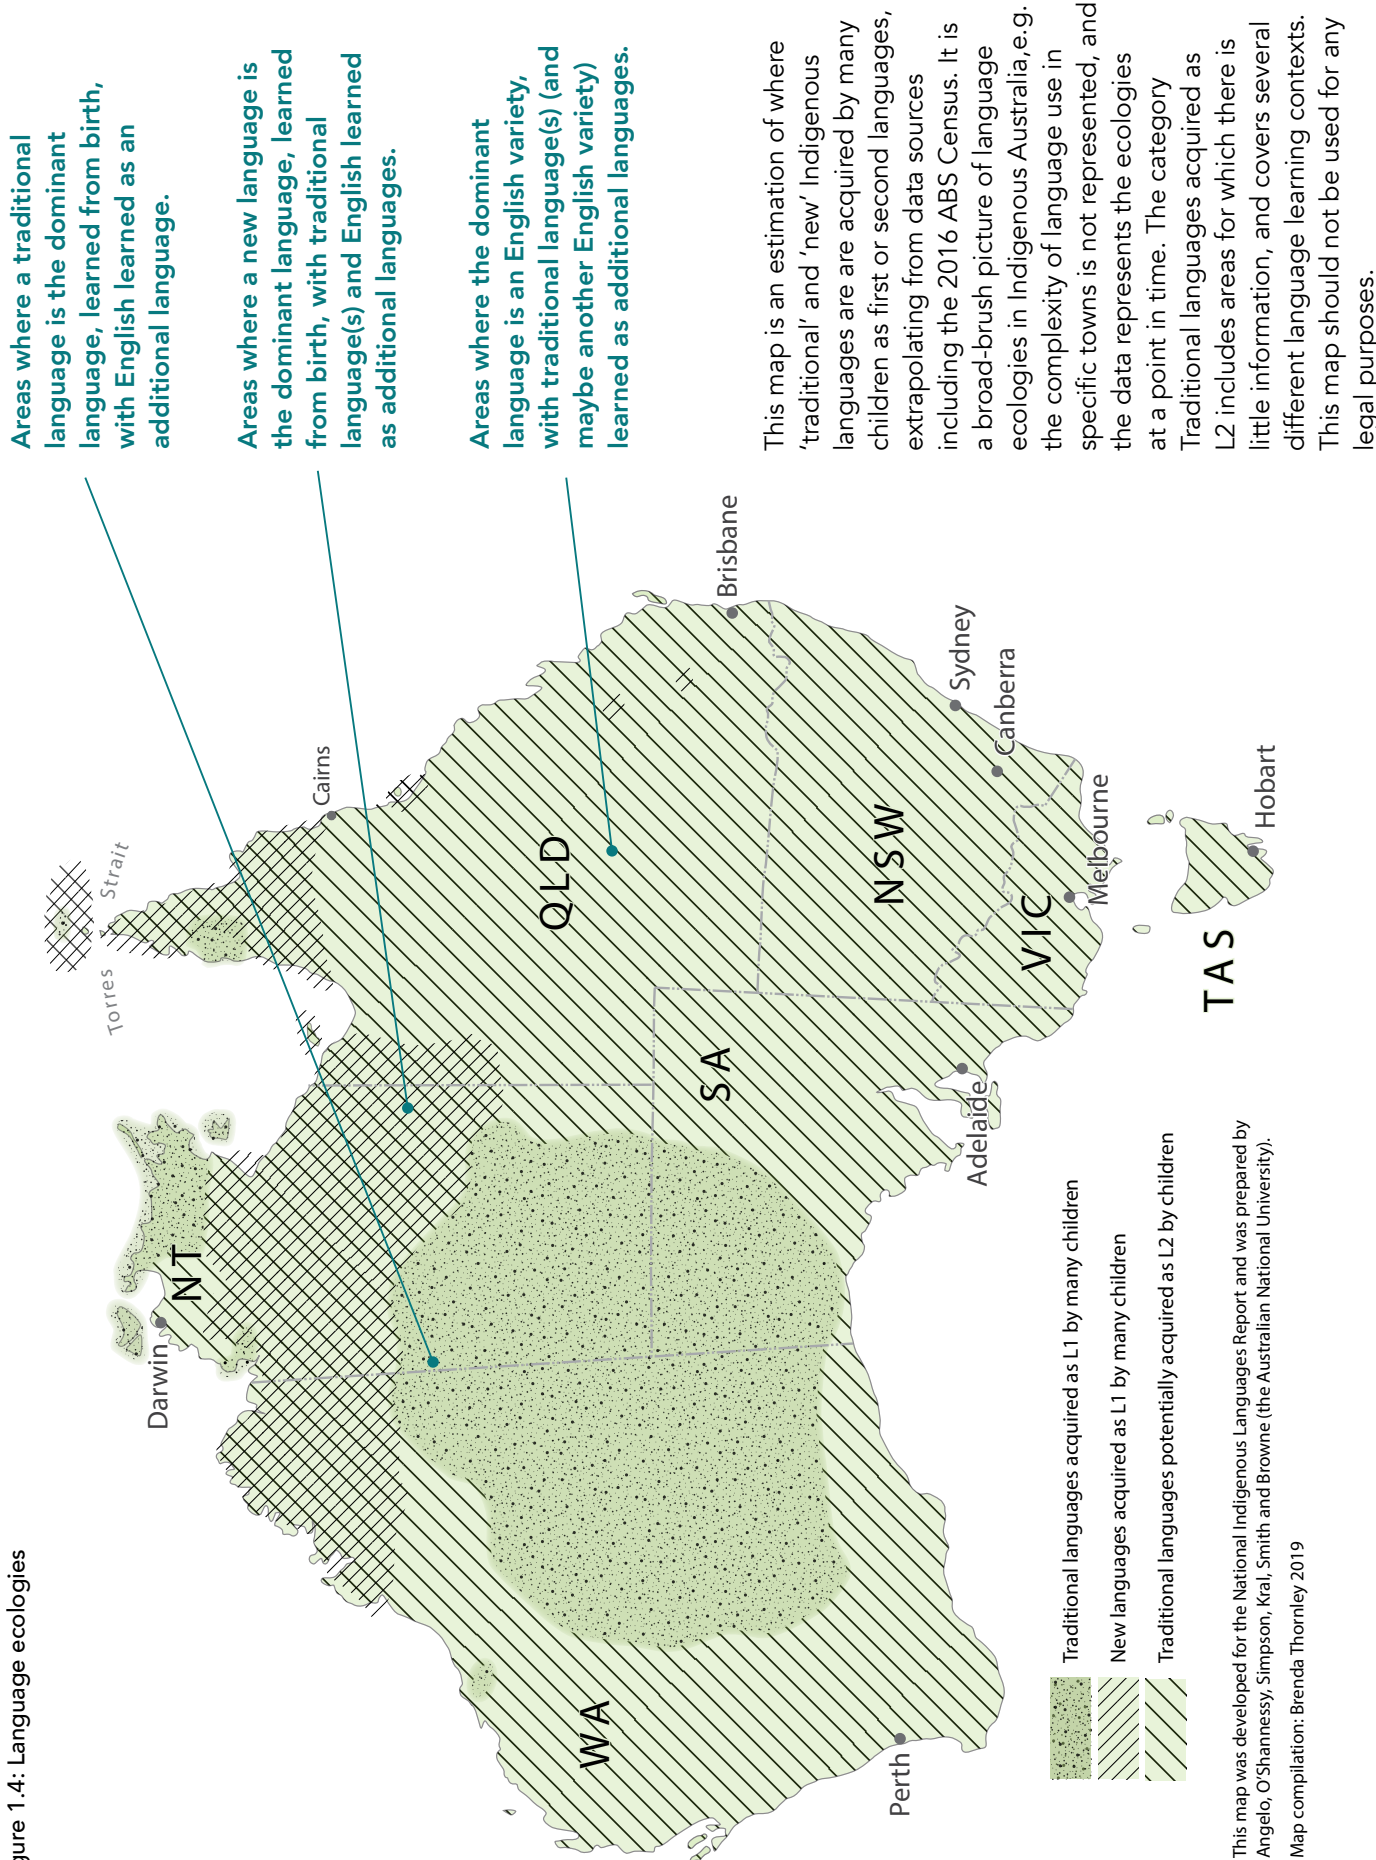 gure 1.4: Language ecologies
Areas where a traditional
language is the dominant
language, learned from birth,
with English learned as an
additional language.
Areas where a new language is
the dominant language, learned
from birth, with traditional
language(s) and English learned
as additional languages.
Areas where the dominant
language is an English variety,
with traditional language(s) (and
maybe another English variety)
learned as additional languages.
This map is an estimation of where
‘traditional’ and ‘new’ Indigenous
languages are are acquired by many
children as first or second languages,
extrapolating from data sources
including the 2016 ABS Census. It is
a broad-brush picture of language
ecologies in Indigenous Australia,e.g.
the complexity of language use in
specific towns is not represented, and
the data represents the ecologies
at a point in time. The category
Traditional languages acquired as
L2 includes areas for which there is
little information, and covers several
different language learning contexts.
This map should not be used for any
legal purposes.
Torres Strait
Darwin
NT
Cairns
QLD
WA
SA
Brisbane
NSW
Sydney
Canberra
VIC
Melbourne
Adelaide
Perth
TAS
Hobart
Traditional languages acquired as L1 by many children
New languages acquired as L1 by many children
Traditional languages potentially acquired as L2 by children
This map was developed for the National Indigenous Languages Report and was prepared by
Angelo, O’Shannessy, Simpson, Kral, Smith and Browne (the Australian National University).
Map compilation: Brenda Thornley 2019